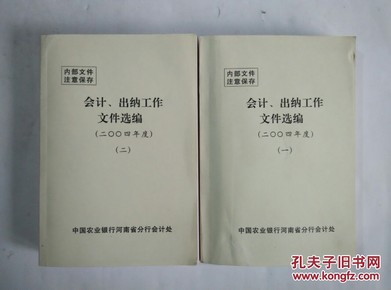 内部文件
注意保存
会计、出纳工作
文件选编
(二〇〇四年度)
(二)
中国农业银行河南省分行会计处
内部文件
注意保存
会计、出纳工作
文件选编
(二〇〇四年度)
(一)
中国农业银行河南省分行会计处
孔夫子旧书网